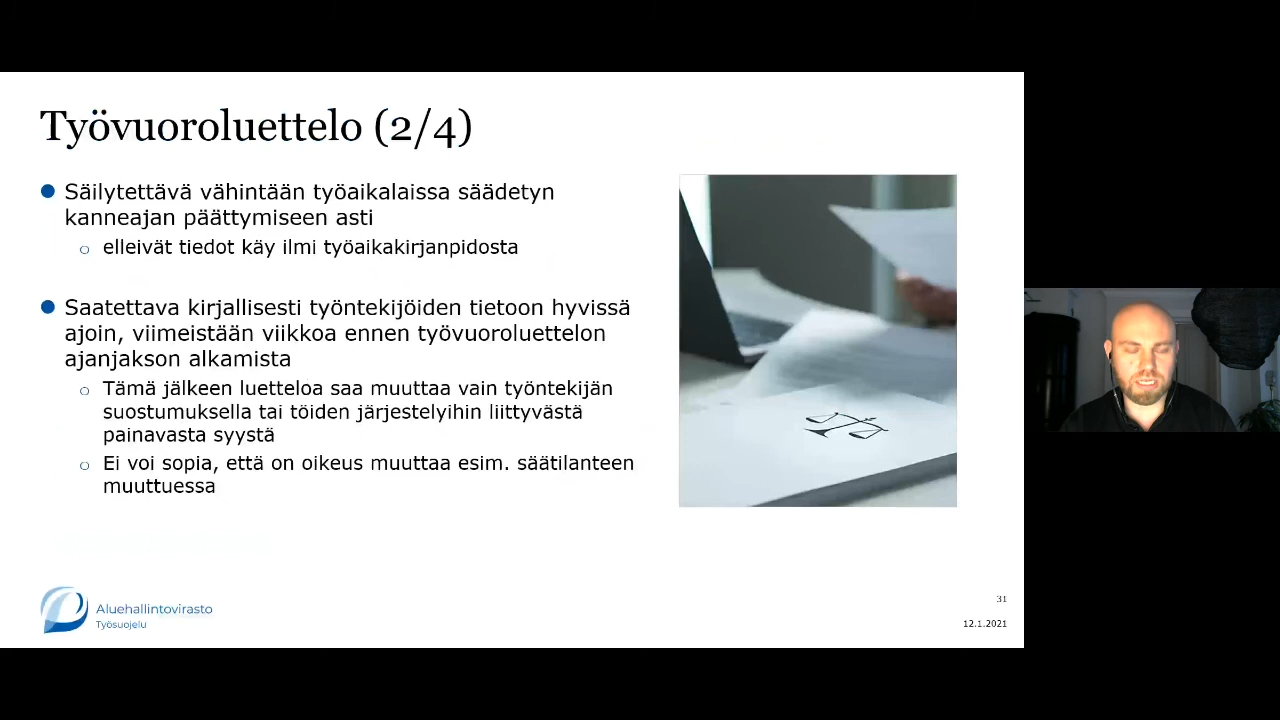 Työvuoroluettelo (2/4)
Säilytettävä vähintään työaikalaissa säädetyn
kanneajan päättymiseen asti
elleivät tiedot käy ilmi työaikakirjanpidosta
Saatettava kirjallisesti työntekijöiden tietoon hyvissä
ajoin, viimeistään viikkoa ennen työvuoroluettelon
ajanjakson alkamista
Tämä jälkeen luetteloa saa muuttaa vain työntekijän
suostumuksella tai töiden järjestelyihin liittyvästä
painavasta syystä
Ei voi sopia, että on oikeus muuttaa esim. säätilanteen
muuttuessa
Aluehallintovirasto
Työsuojelu
31
12.1.2021